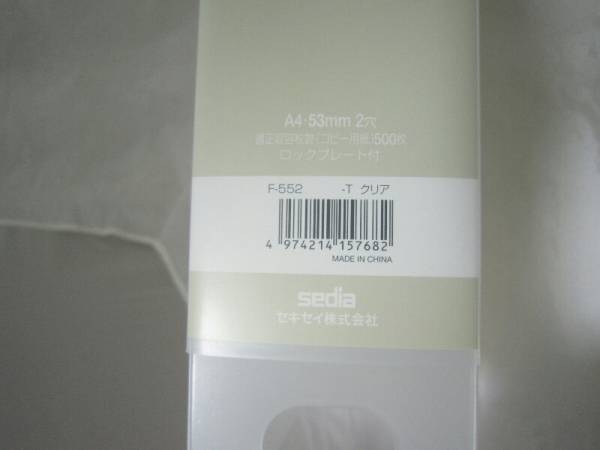 A4・53mm 2穴
適正収容枚数(コピー用紙)500枚
ロックプレート付
F-552 -T クリア
4 974214 157682
MADE IN CHINA
sedia
セキセイ株式会社